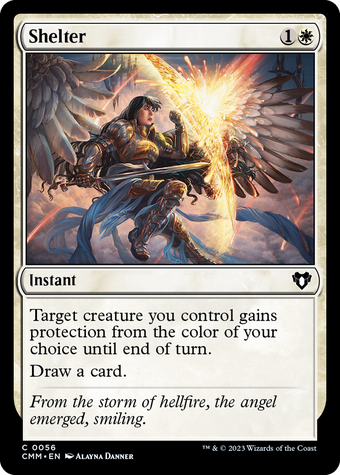 Shelter 1
Instant
Target creature you control gains
protection from the color of your
choice until end of turn.
Draw a card.
From the storm of hellfire, the angel
emerged, smiling.
C 0056
CMM • EN Alayna Danner
™ & © 2023 Wizards of the Coast